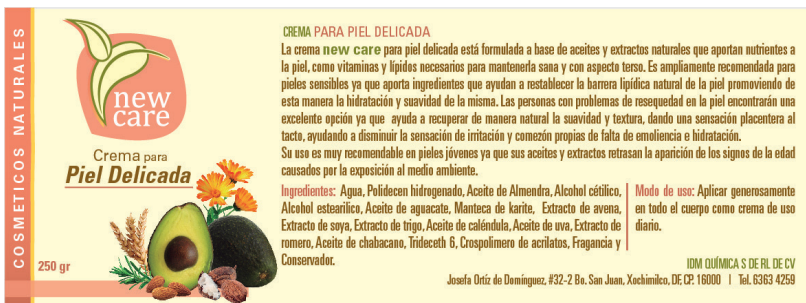 COSMETICOS NATURALES
new
care
Crema para
Piel Delicada
250 gr
CREMA PARA PIEL DELICADA
La crema new care para piel delicada está formulada a base de aceites y extractos naturales que aportan nutrientes a
la piel, como vitaminas y lípidos necesarios para mantenerla sana y con aspecto terso. Es ampliamente recomendada para
pieles sensibles ya que aporta ingredientes que ayudan a restablecer la barrera lipídica natural de la piel promoviendo de
esta manera la hidratación y suavidad de la misma. Las personas con problemas de resequedad en la piel encontrarán una
excelente opción ya que ayuda a recuperar de manera natural la suavidad y textura, dando una sensación placentera al
tacto, ayudando a disminuir la sensación de irritación y comezón propias de falta de emoliencia e hidratación.
Su uso es muy recomendable en pieles jóvenes ya que sus aceites y extractos retrasan la aparición de los signos de la edad
causados por la exposición al medio ambiente.
Ingredientes: Agua, Polidecen hidrogenado, Aceite de Almendra, Alcohol cétilico,
Alcohol estearilico, Aceite de aguacate, Manteca de karite, Extracto de avena,
Extracto de soya, Extracto de trigo, Aceite de caléndula, Aceite de uva, Extracto de
romero, Aceite de chabacano, Trideceth 6, Crospolimero de acrilatos, Fragancia y
Conservador.
Modo de uso: Aplicar generosamente
en todo el cuerpo como crema de uso
diario.
IDM QUÍMICA S DE RL DE CV
Josefa Ortíz de Domínguez, #32-2 Bo. San Juan, Xochimilco, DF, CP. 16000 | Tel. 6363 4259